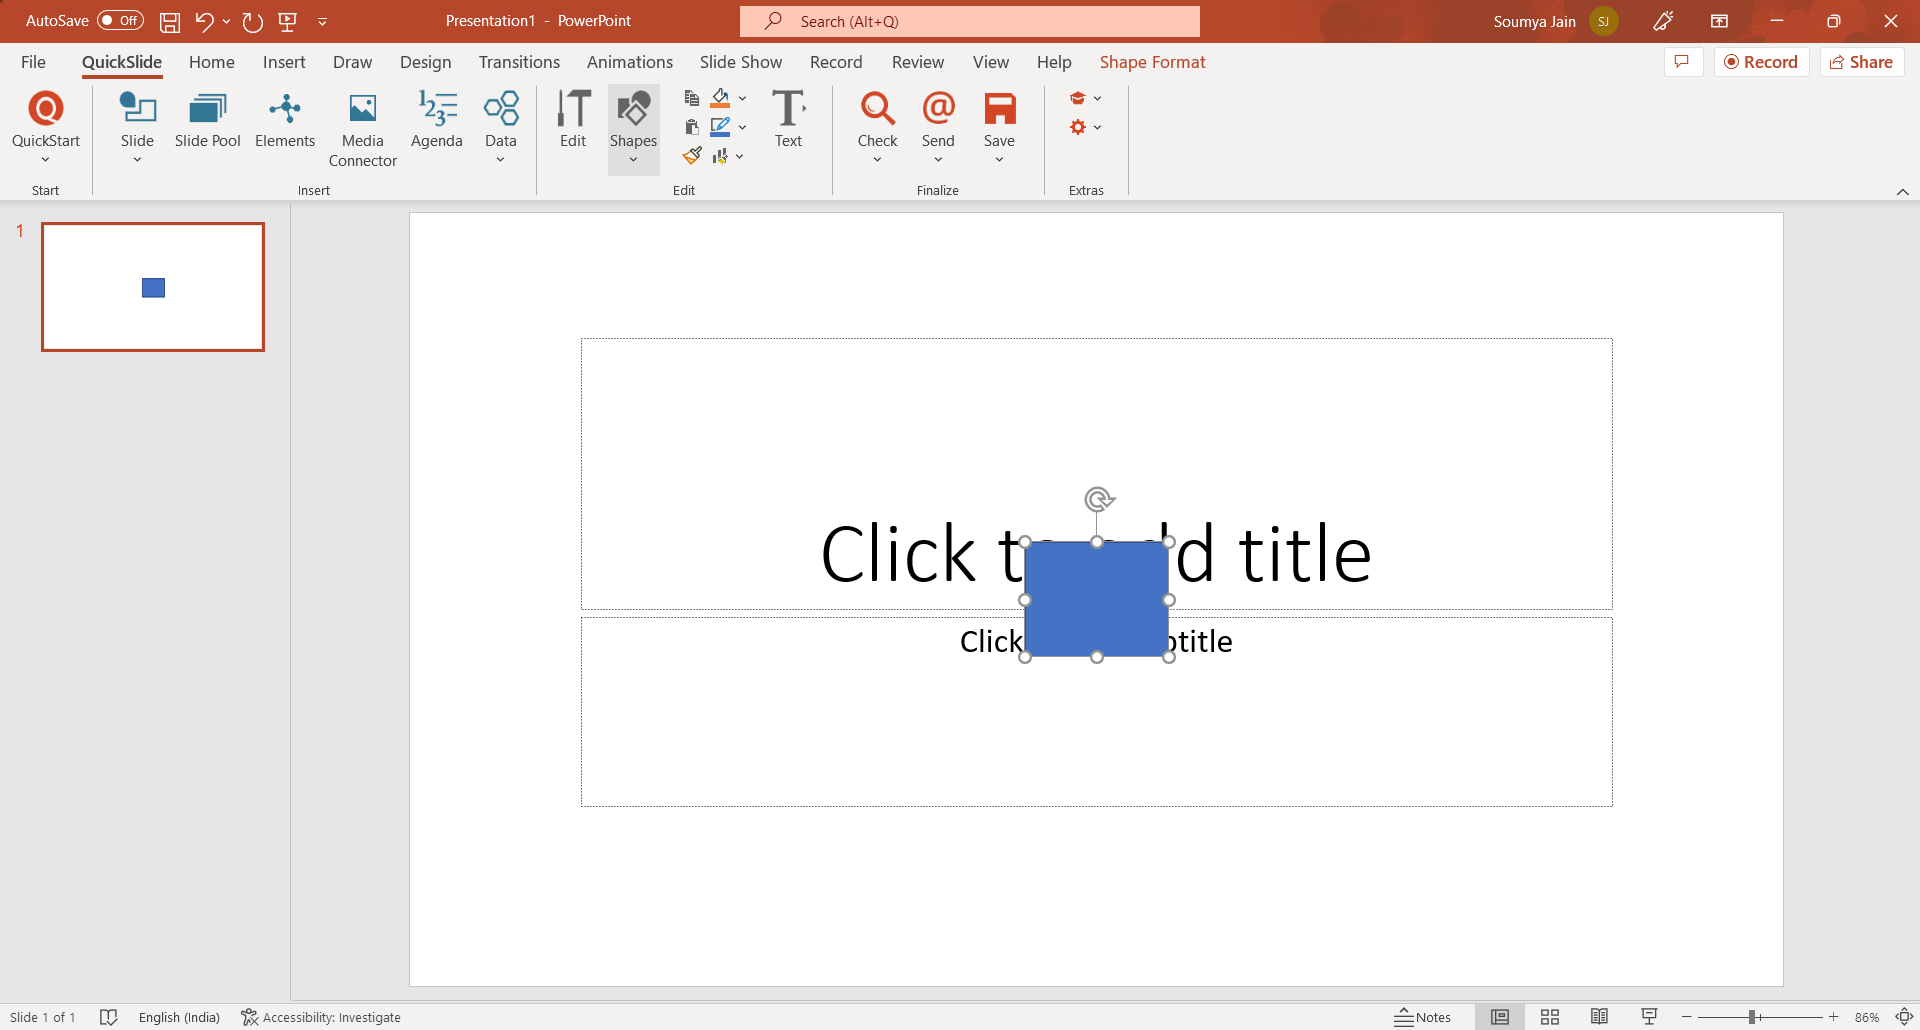 AutoSave Off Presentation1 - PowerPoint Search (Alt+Q) Soumya Jain SJ
File QuickSlide Home Insert Draw Design Transitions Animations Slide Show Record Review View Help Shape Format Record Share
QuickStart Slide Slide Pool Elements Media Connector Agenda Data Edit Shapes Text Check Send Save
Start Insert Edit Finalize Extras
1
Click d title
Click title
Slide 1 of 1 English (India) Accessibility: Investigate Notes 86%